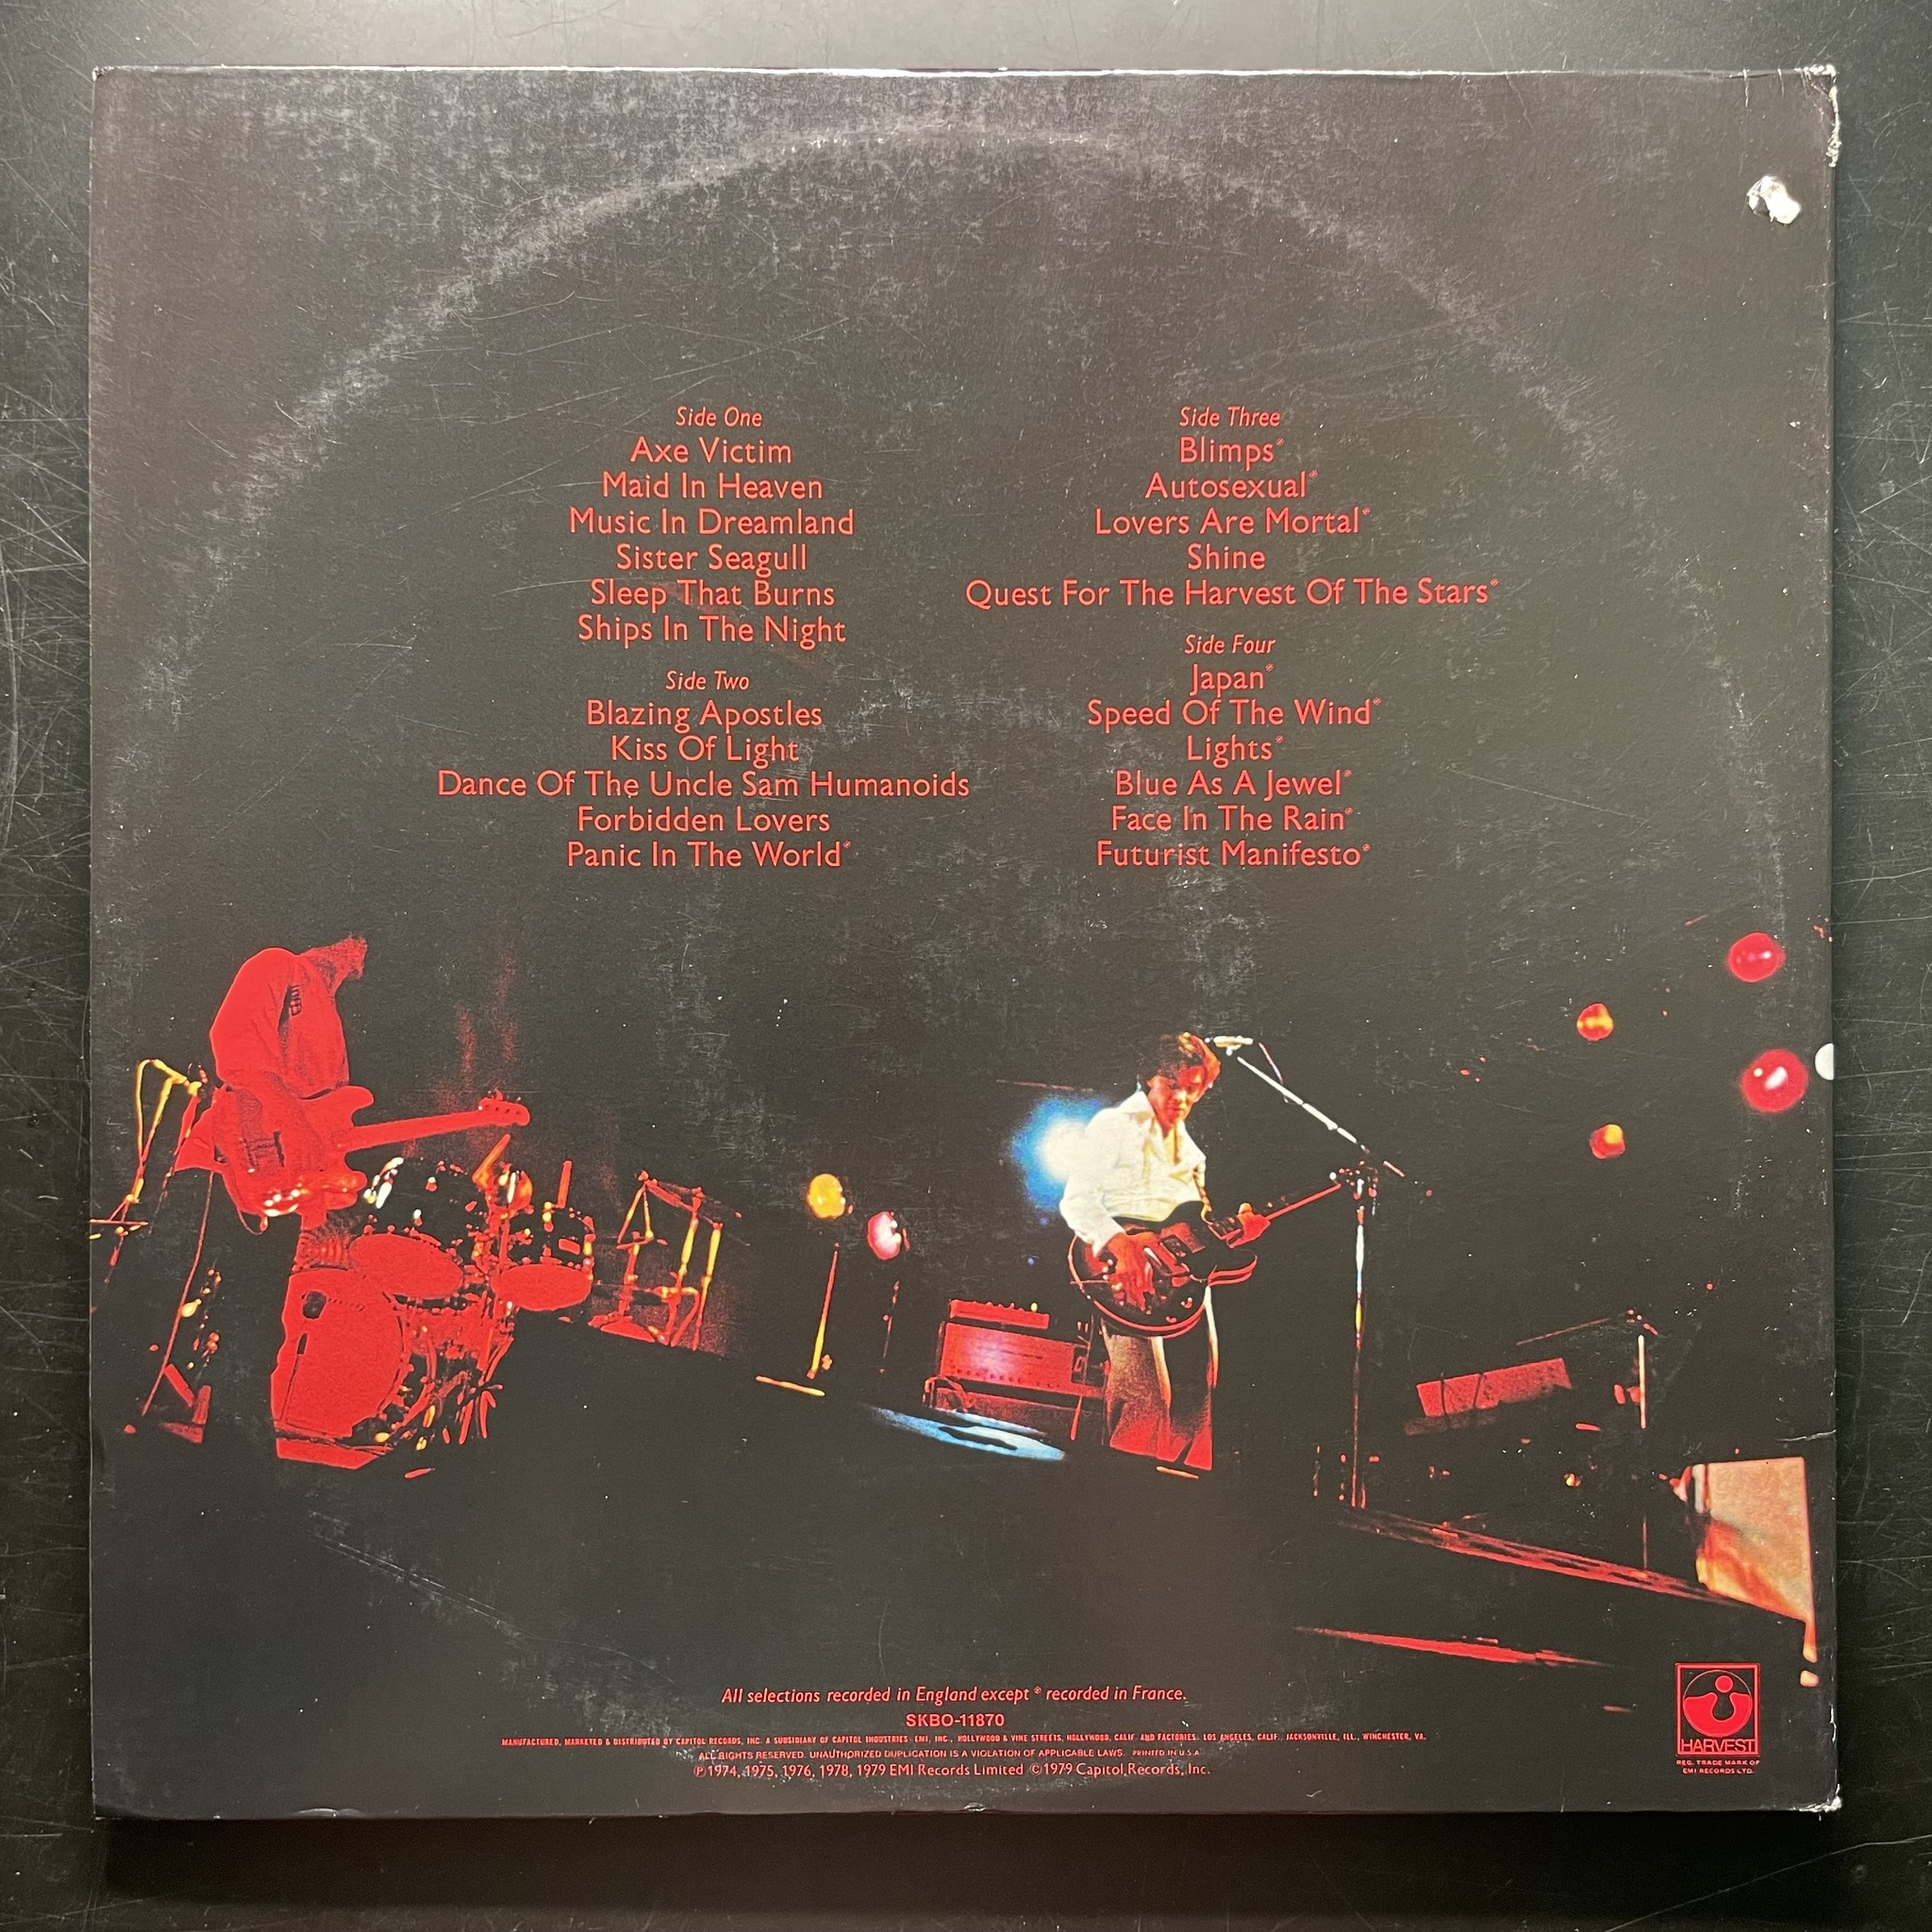 Side One
Axe Victim
Maid In Heaven
Music In Dreamland
Sister Seagull
Sleep That Burns
Ships In The Night
Side Two
Blazing Apostles
Kiss Of Light
Dance Of The Uncle Sam Humanoids
Forbidden Lovers
Panic In The World*
Side Three
Blimps*
Autosexual*
Lovers Are Mortal*
Shine
Quest For The Harvest Of The Stars*
Side Four
Japan*
Speed Of The Wind*
Lights*
Blue As A Jewel*
Face In The Rain*
Futurist Manifesto*
All selections recorded in England except * recorded in France.
SKBO-11870
MANUFACTURED, MARKETED & DISTRIBUTED BY CAPITOL RECORDS, INC. A SUBSIDIARY OF CAPITOL INDUSTRIES-EMI, INC., HOLLYWOOD & VINE STREETS, HOLLYWOOD, CALIF. AND FACTORIES. LOS ANGELES, CALIF., JACKSONVILLE, ILL., WINCHESTER, VA.
ALL RIGHTS RESERVED. UNAUTHORIZED DUPLICATION IS A VIOLATION OF APPLICABLE LAWS. PRINTED IN U.S.A.
℗ 1974, 1975, 1976, 1978, 1979 EMI Records Limited © 1979 Capitol Records, Inc.
HARVEST
REG. TRADE MARK OF
EMI RECORDS LTD.